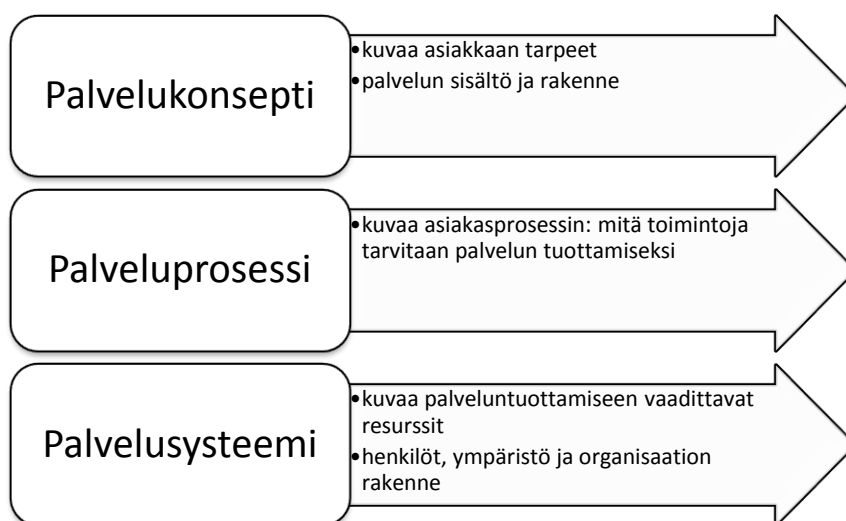 Palvelukonsepti
•kuvaa asiakkaan tarpeet
•palvelun sisältö ja rakenne
Palveluprosessi
•kuvaa asiakasprosessin: mitä toimintoja
tarvitaan palvelun tuottamiseksi
Palvelusysteemi
•kuvaa palveluntuottamiseen vaadittavat
resurssit
•henkilöt, ympäristö ja organisaation
rakenne